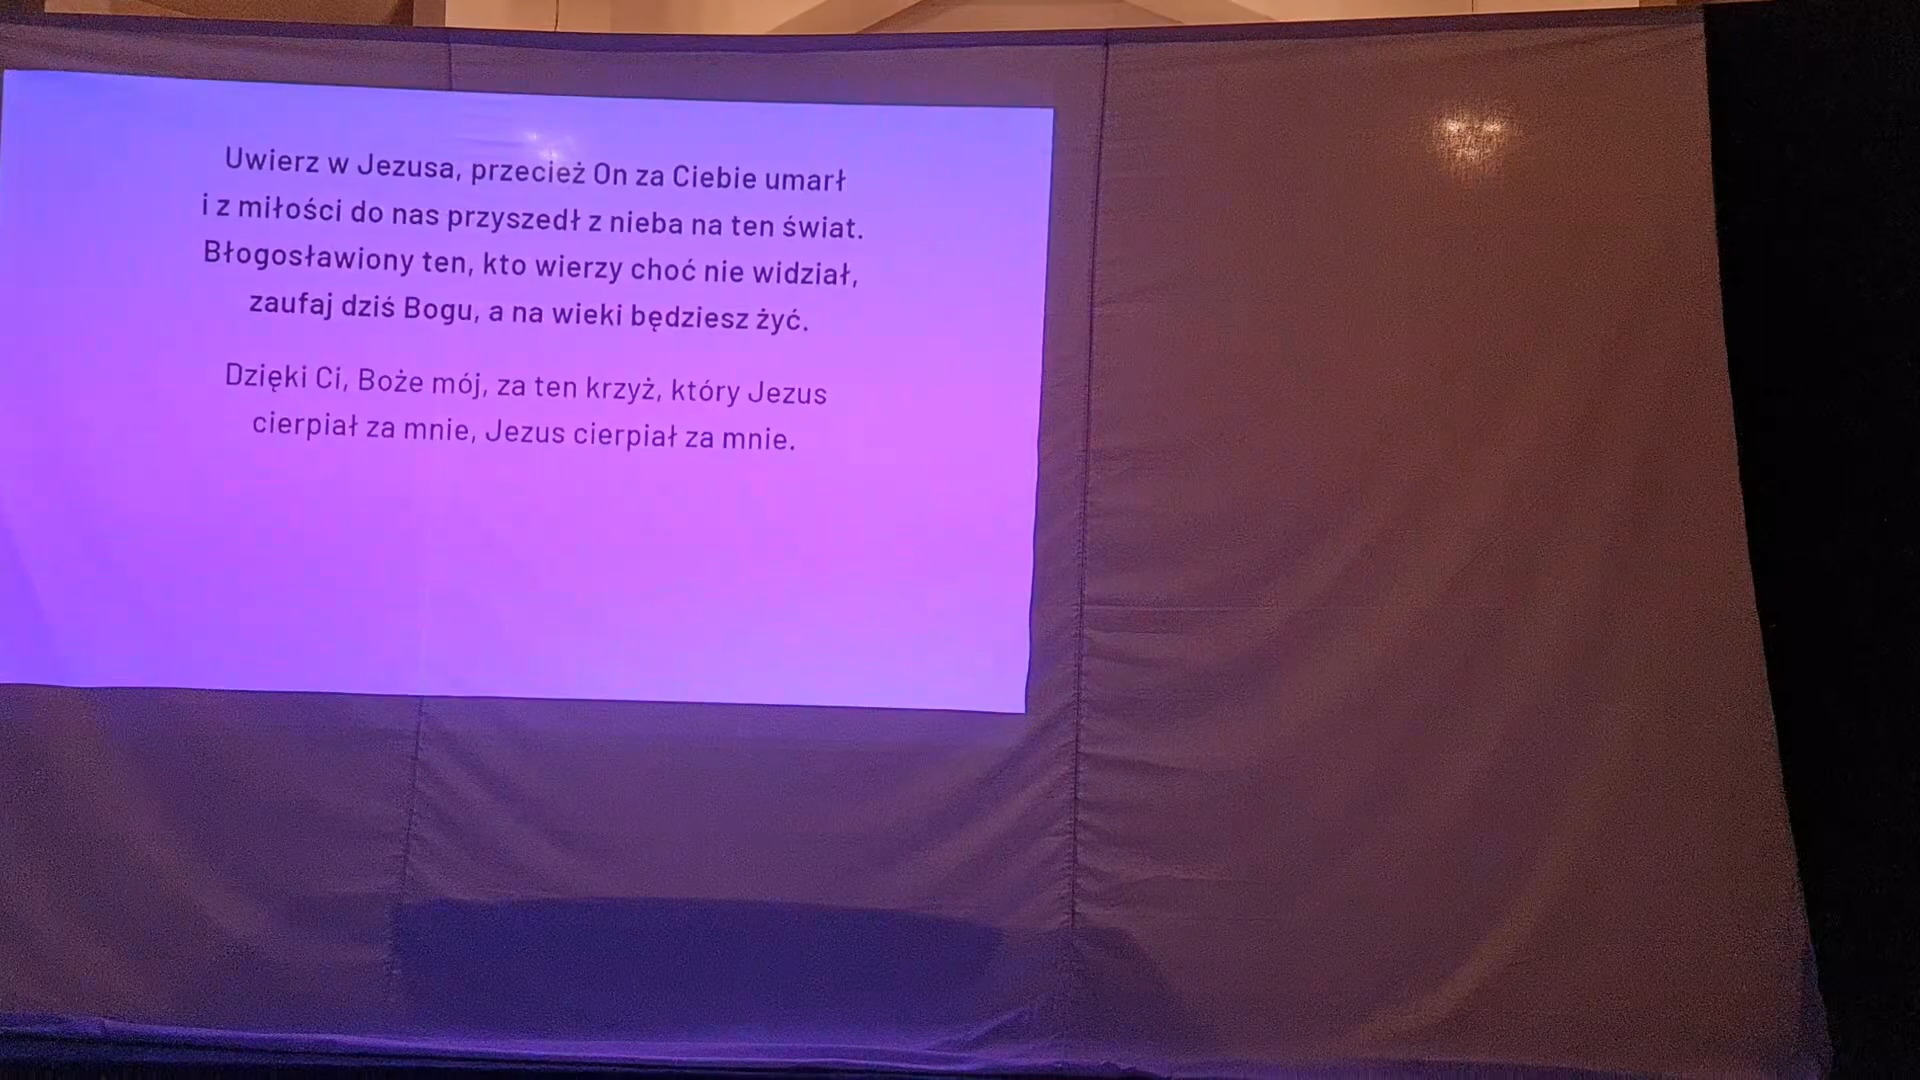 Uwierz w Jezusa, przecież On za Ciebie umarł
i z miłości do nas przyszedł z nieba na ten świat.
Błogosławiony ten, kto wierzy choć nie widział,
zaufaj dziś Bogu, a na wieki będziesz żyć.
Dzięki Ci, Boże mój, za ten krzyż, który Jezus
cierpiał za mnie, Jezus cierpiał za mnie.